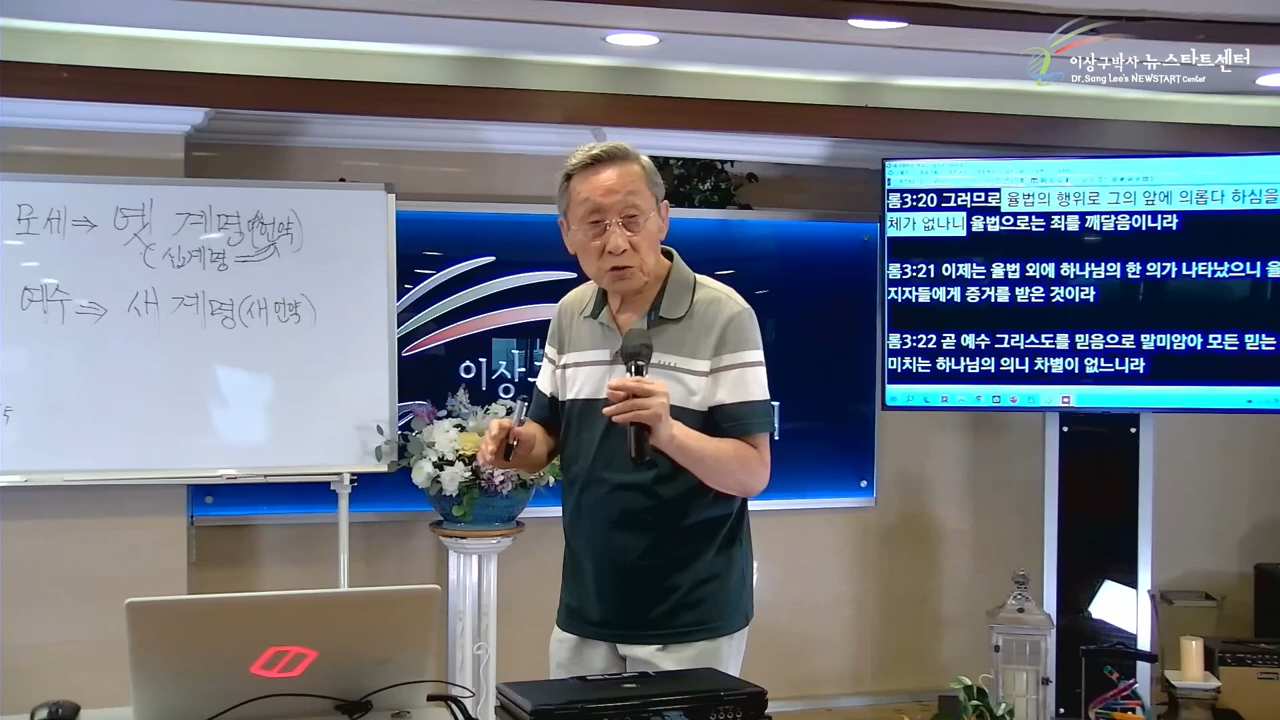 이상구박사 뉴스타트센터
Dr. Sang Lee's NEWSTART Center
모세→ 옛 계명(옛언약)
(십계명
예수⇒ 새 계명(새언약)
이상
롬3:20 그러므로 율법의 행위로 그의 앞에 의롭다 하심을
체가 없나니 율법으로는 죄를 깨달음이니라
롬3:21 이제는 율법 외에 하나님의 한 의가 나타났으니 율
지자들에게 증거를 받은 것이라
롬3:22 곧 예수 그리스도를 믿음으로 말미암아 모든 믿는
미치는 하나님의 의니 차별이 없느니라